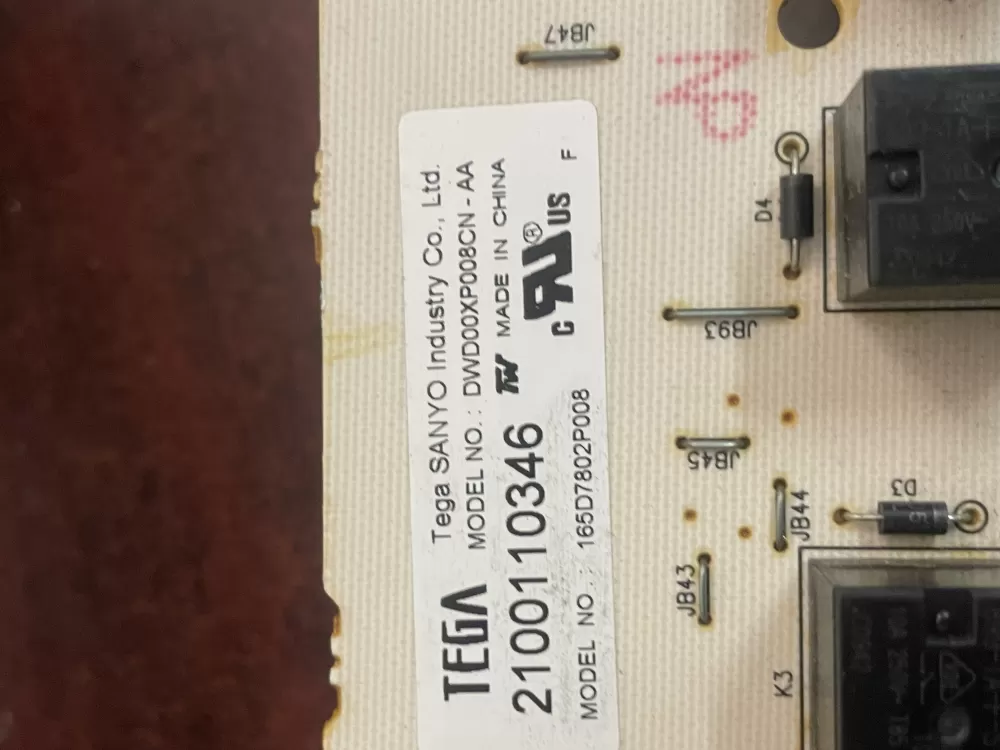 TEGA
Tega SANYO Industry Co., Ltd.
MODEL NO. : DWD00XP008CN - AA
2100110346
MADE IN CHINA
MODEL NO. : 165D7802P008
C
US
®
F
JB47
D4
JB93
JB45
JB44
D3
JB43
K3